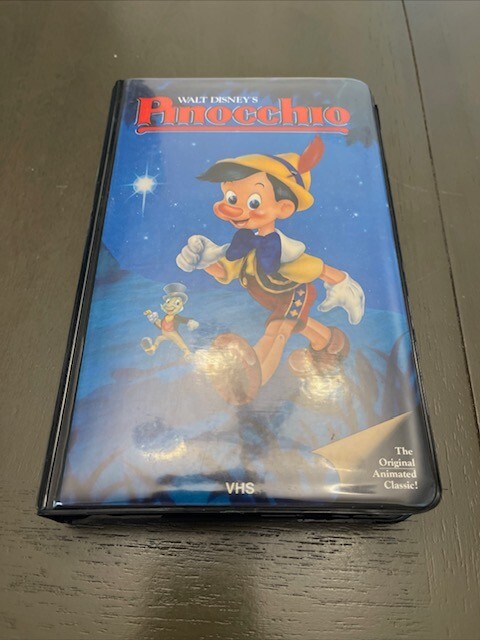 WALT DISNEY'S
Pinocchio
The
Original
Animated
Classic!
VHS